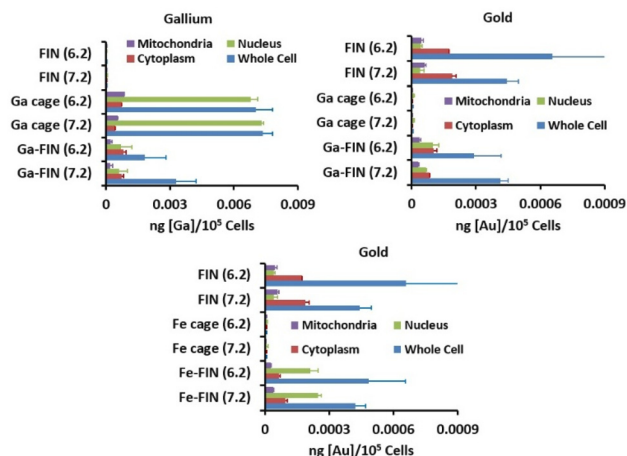 Gallium
FIN (6.2)
FIN (7.2)
Ga cage (6.2)
Ga cage (7.2)
Ga-FIN (6.2)
Ga-FIN (7.2)
Mitochondria Nucleus
Cytoplasm Whole Cell
0 0.003 0.006 0.009
ng [Ga]/10⁵ Cells
Gold
FIN (6.2)
FIN (7.2)
Ga cage (6.2)
Ga cage (7.2)
Ga-FIN (6.2)
Ga-FIN (7.2)
Mitochondria Nucleus
Cytoplasm Whole Cell
0 0.0003 0.0006 0.0009
ng [Au]/10⁵ Cells
Gold
FIN (6.2)
FIN (7.2)
Fe cage (6.2)
Fe cage (7.2)
Fe-FIN (6.2)
Fe-FIN (7.2)
Mitochondria Nucleus
Cytoplasm Whole Cell
0 0.0003 0.0006 0.0009
ng [Au]/10⁵ Cells